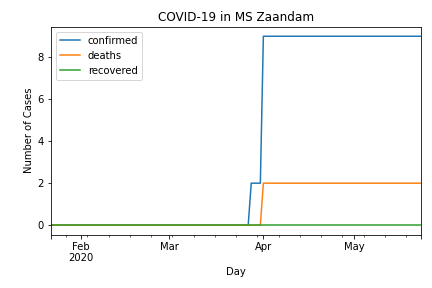 COVID-19 in MS Zaandam
confirmed
deaths
recovered
Number of Cases
8
6
4
2
0
Feb
2020
Mar
Apr
May
Day